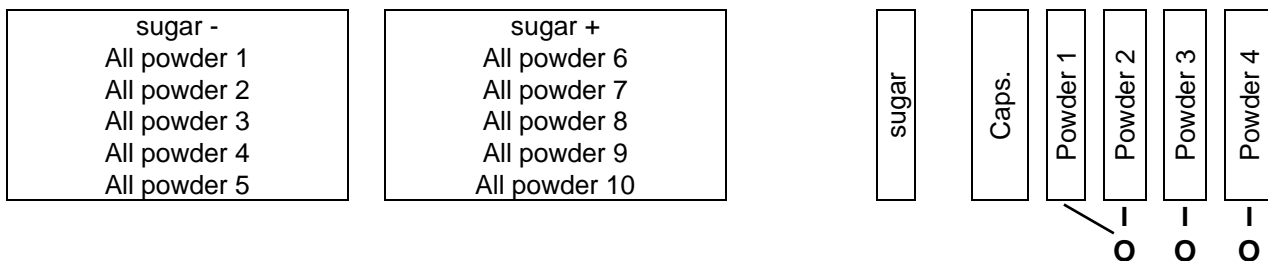 sugar -
All powder 1
All powder 2
All powder 3
All powder 4
All powder 5
sugar +
All powder 6
All powder 7
All powder 8
All powder 9
All powder 10
sugar
Caps.
Powder 1
Powder 2
Powder 3
Powder 4
I I I
O O O